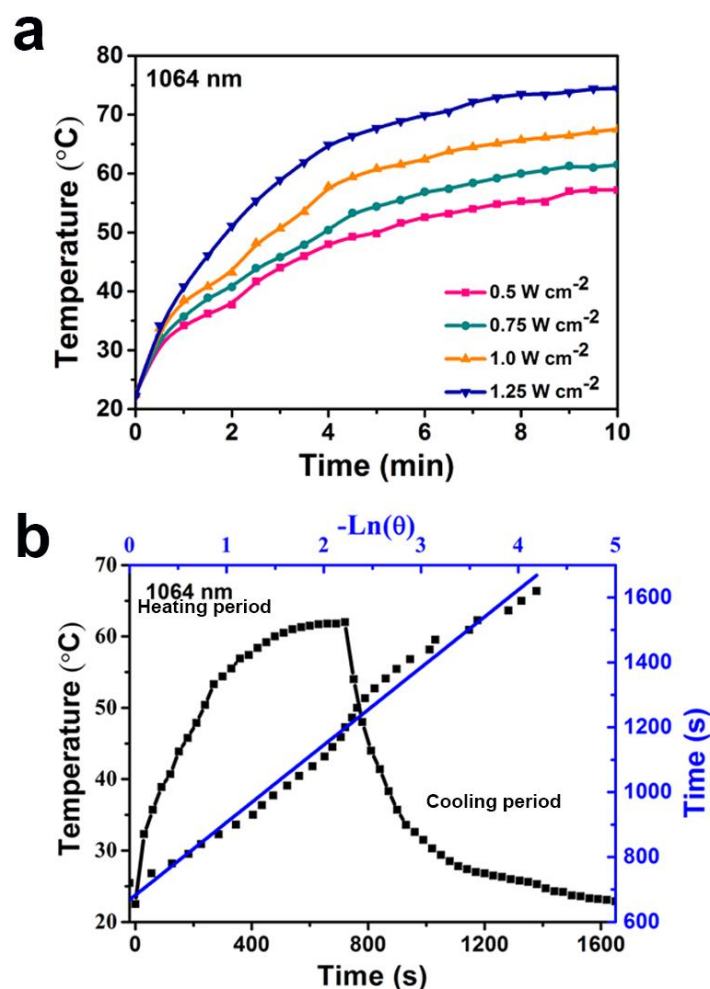 a
1064 nm
80
70
60
50
40
30
20
Temperature (°C)
0.5 W cm-2
0.75 W cm-2
1.0 W cm-2
1.25 W cm-2
0 2 4 6 8 10
Time (min)
b
-Ln(θ)
0 1 2 3 4 5
1064 nm
Heating period
Cooling period
70
60
50
40
30
20
Temperature (°C)
1600
1400
1200
1000
800
600
Time (s)
0 400 800 1200 1600
Time (s)